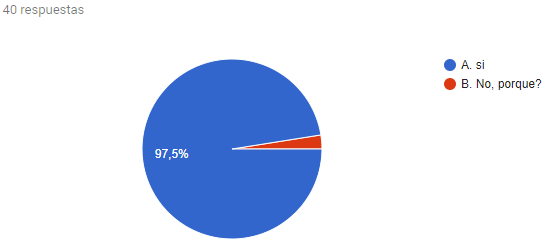 40 respuestas
A. si
B. No, porque?
97,5%